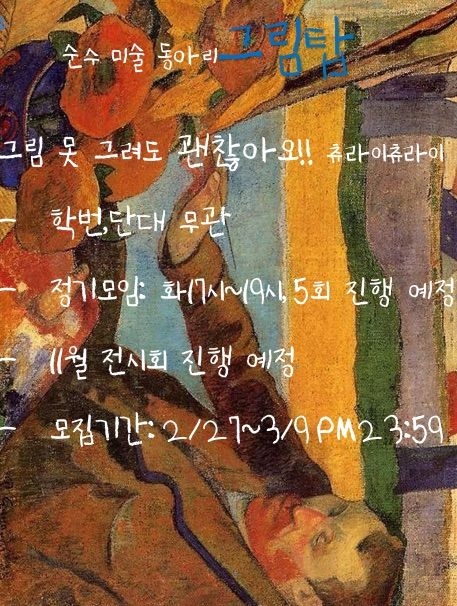 순수 미술 동아리 그림탑
그림 못 그려도 괜찮아요!! 츄라이츄라이
- 학번,단대 무관
- 정기모임: 화17시~19시, 5회 진행 예정
- 11월 전시회 진행 예정
- 모집기간: 2/27~3/9 PM23:59